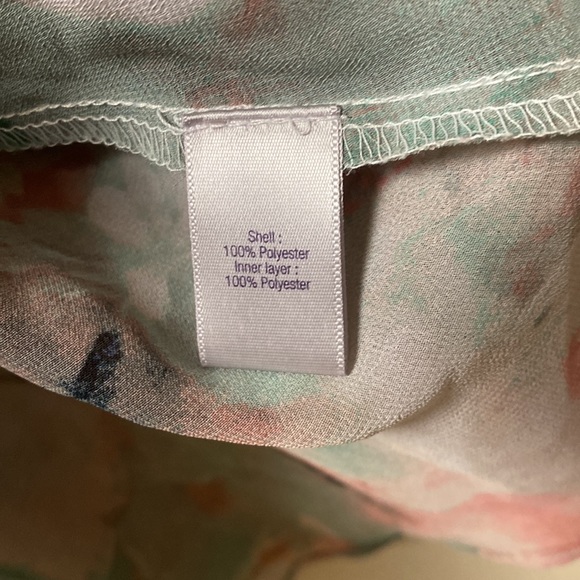 Shell :
100% Polyester
Inner layer :
100% Polyester